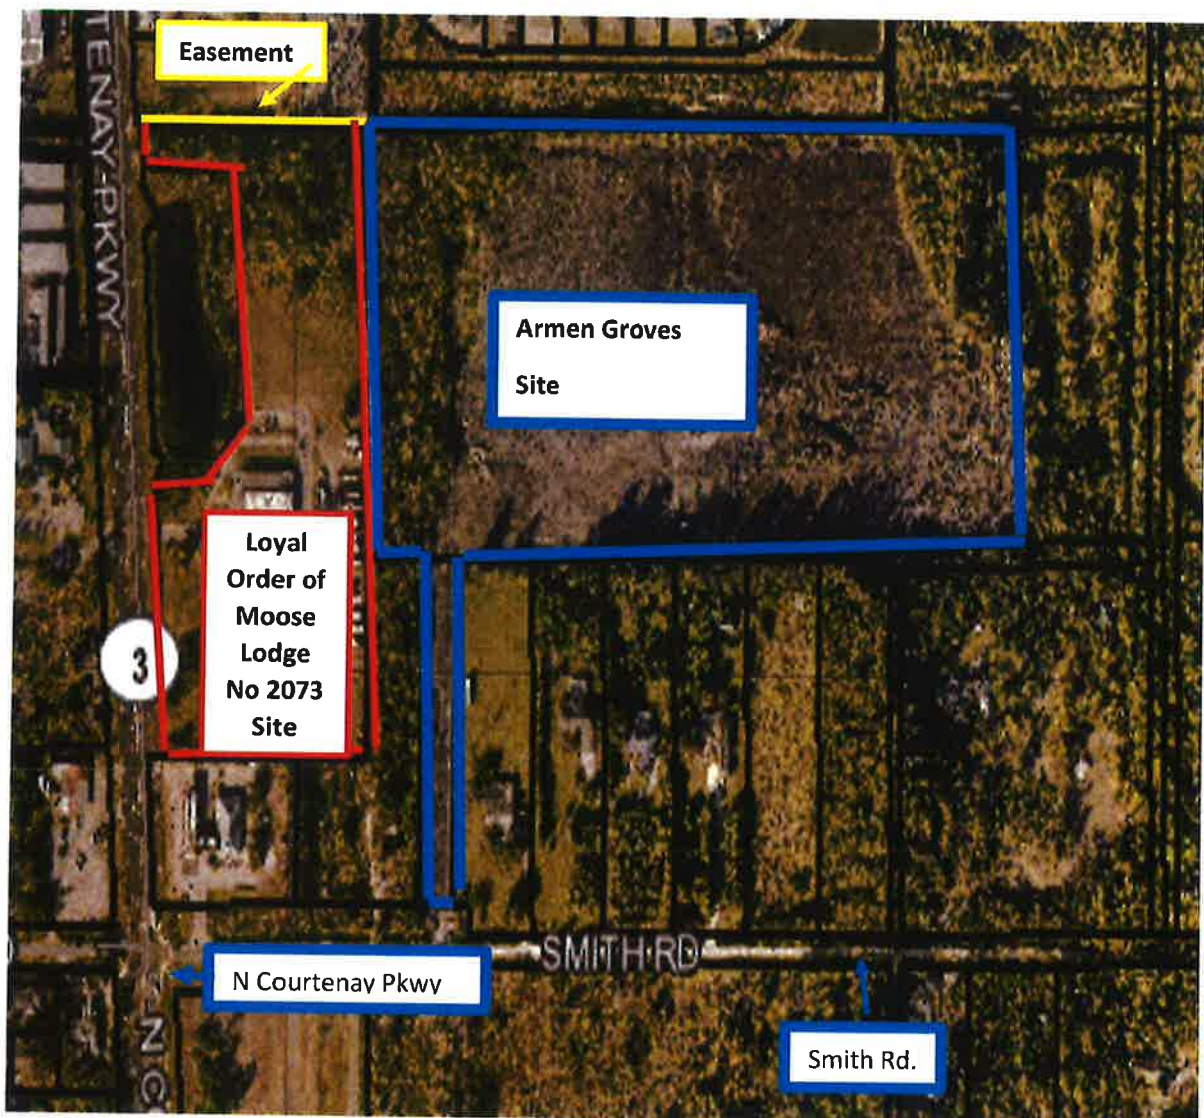 Easement
TENAY-PKWY
Armen Groves
Site
Loyal
Order of
Moose
Lodge
No 2073
Site
3
SMITH RD
N Courtenay Pkwy
N C
Smith Rd.